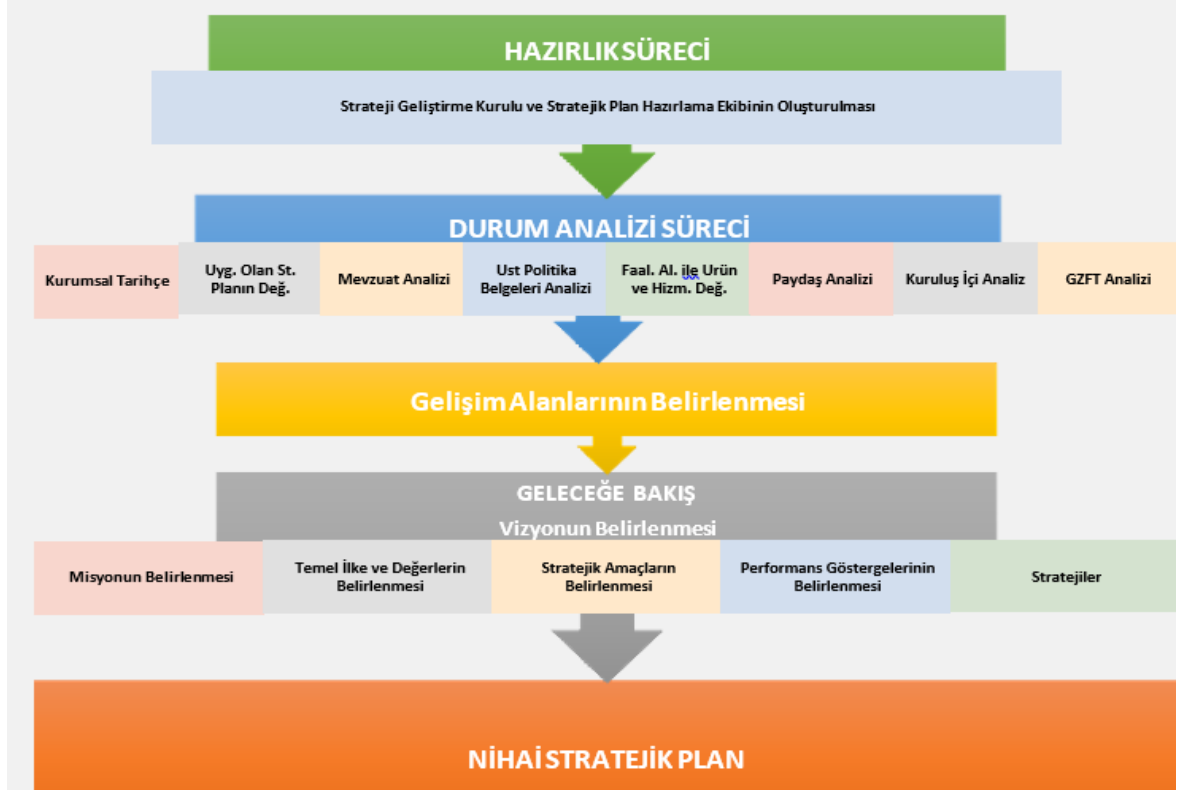 HAZIRLIK SÜRECİ
Strateji Geliştirme Kurulu ve Stratejik Plan Hazırlama Ekibinin Oluşturulması
DURUM ANALİZİ SÜRECİ
Kurumsal Tarihçe
Uyg. Olan St.
Planın Değ.
Mevzuat Analizi
Ust Politika
Belgeleri Analizi
Faal. Al. ile Urün
ve Hizm. Değ.
Paydaş Analizi
Kuruluş İçi Analiz
GZFT Analizi
Gelişim Alanlarının Belirlenmesi
GELECEĞE BAKIŞ
Vizyonun Belirlenmesi
Misyonun Belirlenmesi
Temel İlke ve Değerlerin
Belirlenmesi
Stratejik Amaçların
Belirlenmesi
Performans Göstergelerinin
Belirlenmesi
Stratejiler
NİHAİ STRATEJİK PLAN